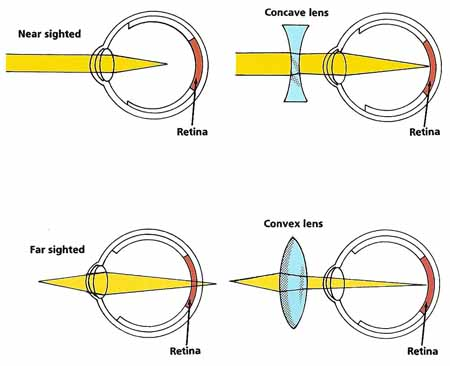 Near sighted
Concave lens
Retina
Retina
Far sighted
Convex lens
Retina
Retina